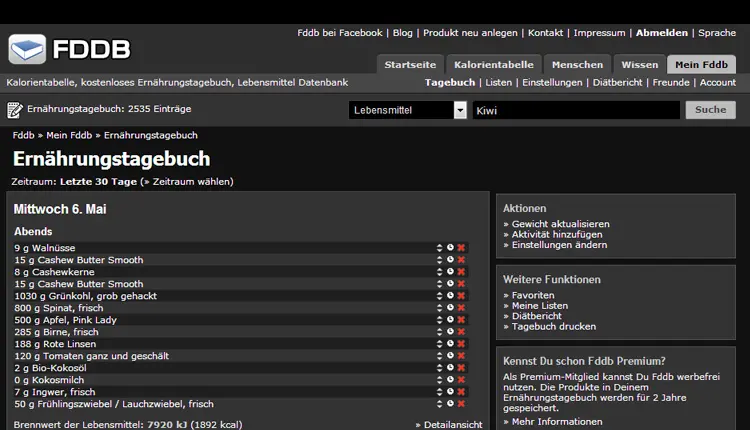 Fddb bei Facebook | Blog | Produkt neu anlegen | Kontakt | Impressum | Abmelden | Sprache
FDDB
Startseite Kalorientabelle Menschen Wissen Mein Fddb
Kalorientabelle, kostenloses Ernährungstagebuch, Lebensmittel Datenbank
Tagebuch | Listen | Einstellungen | Diätbericht | Freunde | Account
Ernährungstagebuch: 2535 Einträge
Lebensmittel Kiwi Suche
Fddb » Mein Fddb » Ernährungstagebuch
Ernährungstagebuch
Zeitraum: Letzte 30 Tage (» Zeitraum wählen)
Mittwoch 6. Mai
Abends
9 g Walnüsse
15 g Cashew Butter Smooth
8 g Cashewkerne
15 g Cashew Butter Smooth
1030 g Grünkohl, grob gehackt
800 g Spinat, frisch
500 g Apfel, Pink Lady
285 g Birne, frisch
188 g Rote Linsen
120 g Tomaten ganz und geschält
2 g Bio-Kokosöl
0 g Kokosmilch
7 g Ingwer, frisch
50 g Frühlingszwiebel / Lauchzwiebel, frisch
Brennwert der Lebensmittel: 7920 kJ (1892 kcal)
» Detailansicht
Aktionen
» Gewicht aktualisieren
» Aktivität hinzufügen
» Einstellungen ändern
Weitere Funktionen
» Favoriten
» Meine Listen
» Diätbericht
» Tagebuch drucken
Kennst Du schon Fddb Premium?
Als Premium-Mitglied kannst Du Fddb werbefrei
nutzen. Die Produkte in Deinem
Ernährungstagebuch werden für 2 Jahre
gespeichert.
» Mehr Informationen